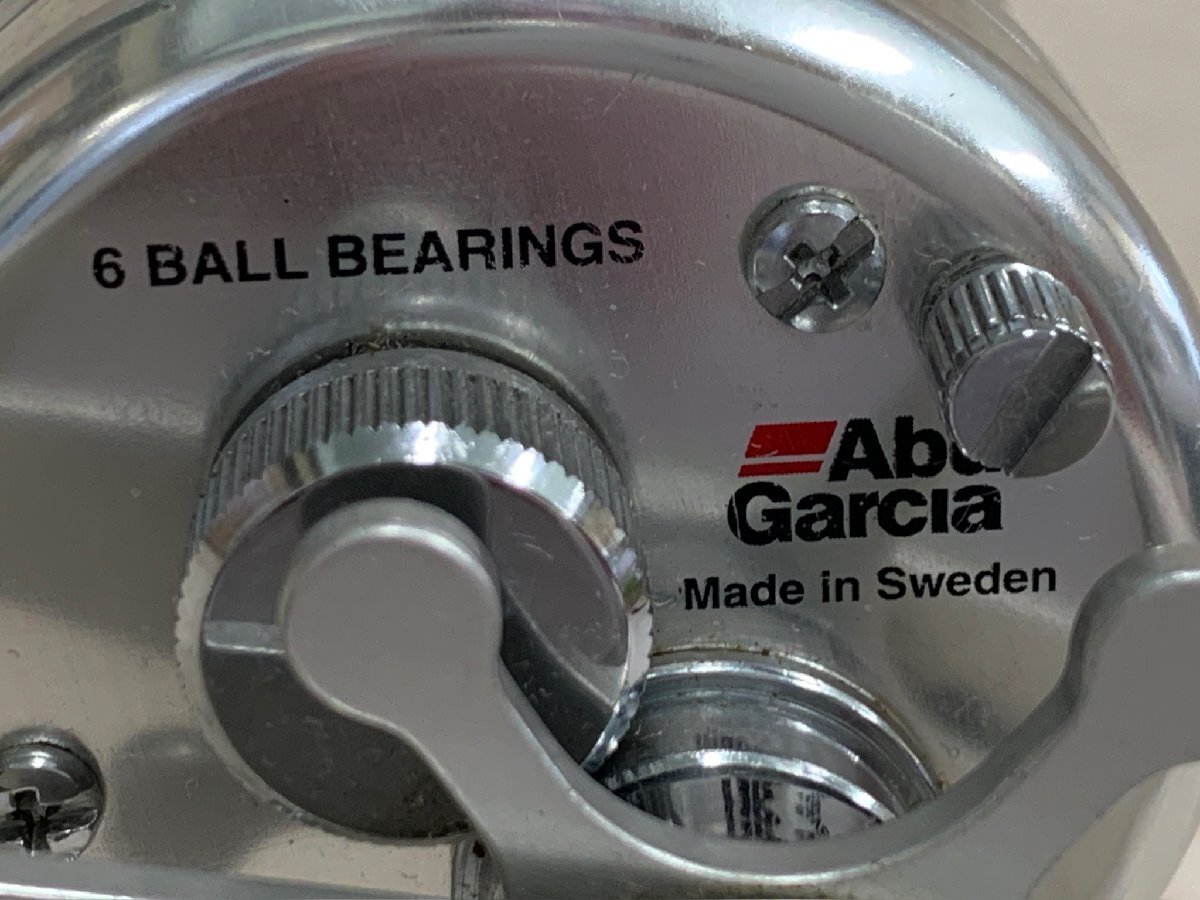 6 BALL BEARINGS
Abu
Garcia
Made in Sweden